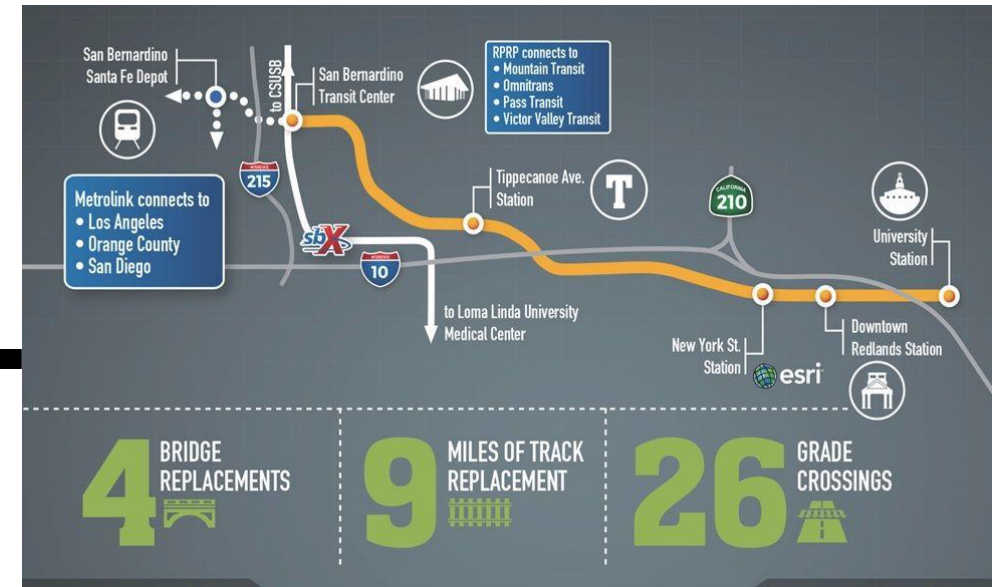 San Bernardino
Santa Fe Depot
to CSUSB
San Bernardino
Transit Center
RPRP connects to
• Mountain Transit
• Omnitrans
• Pass Transit
• Victor Valley Transit
INTERSTATE
215
Metrolink connects to
• Los Angeles
• Orange County
• San Diego
Tippecanoe Ave.
Station
T
CALIFORNIA
210
University
Station
sbX
INTERSTATE
10
to Loma Linda University
Medical Center
New York St.
Station
esri
Downtown
Redlands Station
4 BRIDGE
REPLACEMENTS
9 MILES OF TRACK
REPLACEMENT
26 GRADE
CROSSINGS